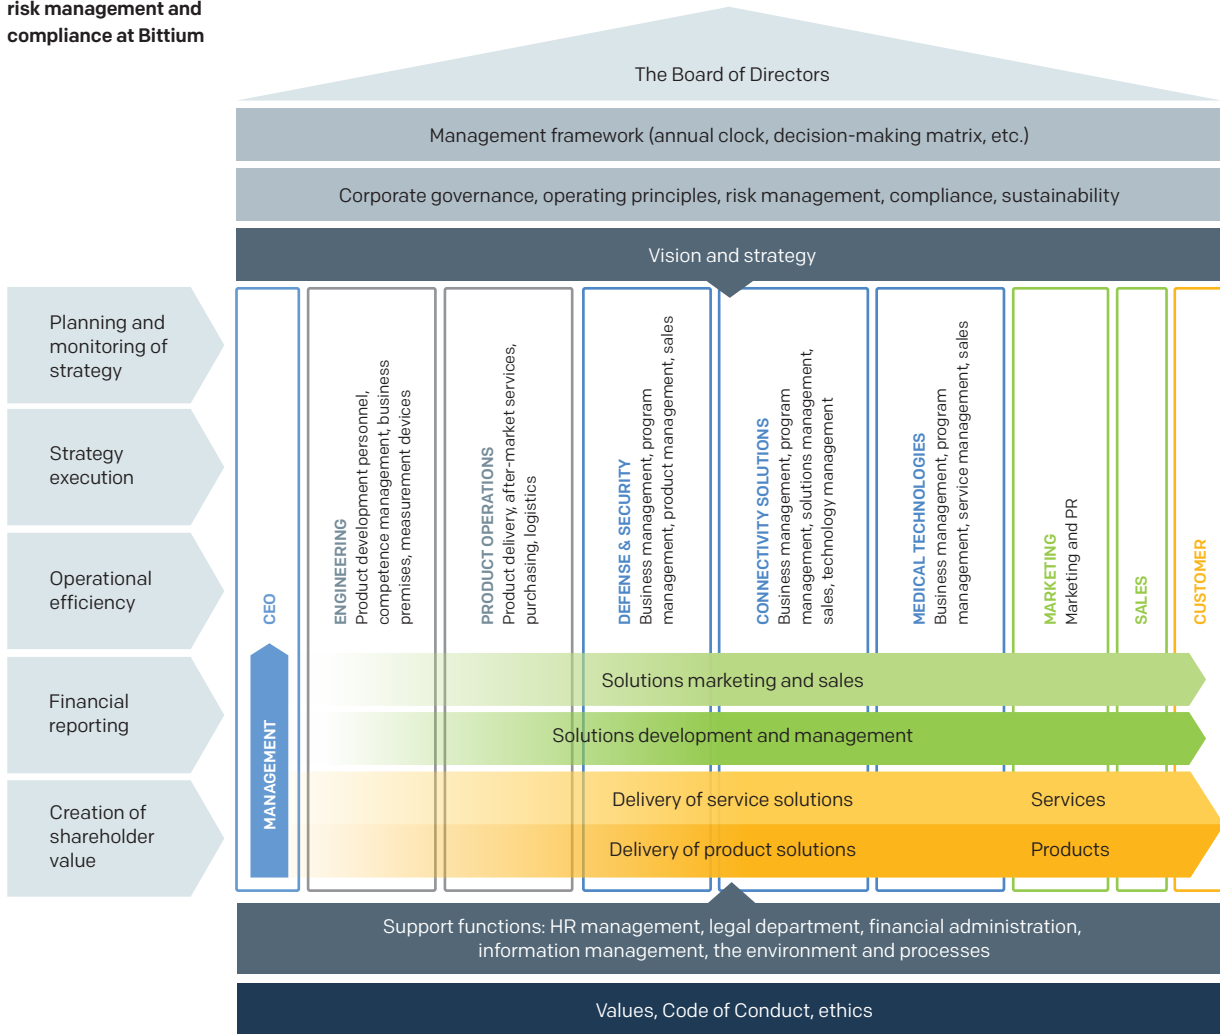 risk management and
compliance at Bittium
The Board of Directors
Management framework (annual clock, decision-making matrix, etc.)
Corporate governance, operating principles, risk management, compliance, sustainability
Vision and strategy
Planning and
monitoring of
strategy
Strategy
execution
Operational
efficiency
Financial
reporting
Creation of
shareholder
value
CEO
MANAGEMENT
ENGINEERING
Product development personnel,
competence management, business
premises, measurement devices
PRODUCT OPERATIONS
Product delivery, after-market services,
purchasing, logistics
DEFENSE & SECURITY
Business management, program
management, product management, sales
CONNECTIVITY SOLUTIONS
Business management, program
management, solutions management,
sales, technology management
MEDICAL TECHNOLOGIES
Business management, program
management, service management, sales
MARKETING
Marketing and PR
SALES
CUSTOMER
Solutions marketing and sales
Solutions development and management
Delivery of service solutions Services
Delivery of product solutions Products
Support functions: HR management, legal department, financial administration,
information management, the environment and processes
Values, Code of Conduct, ethics